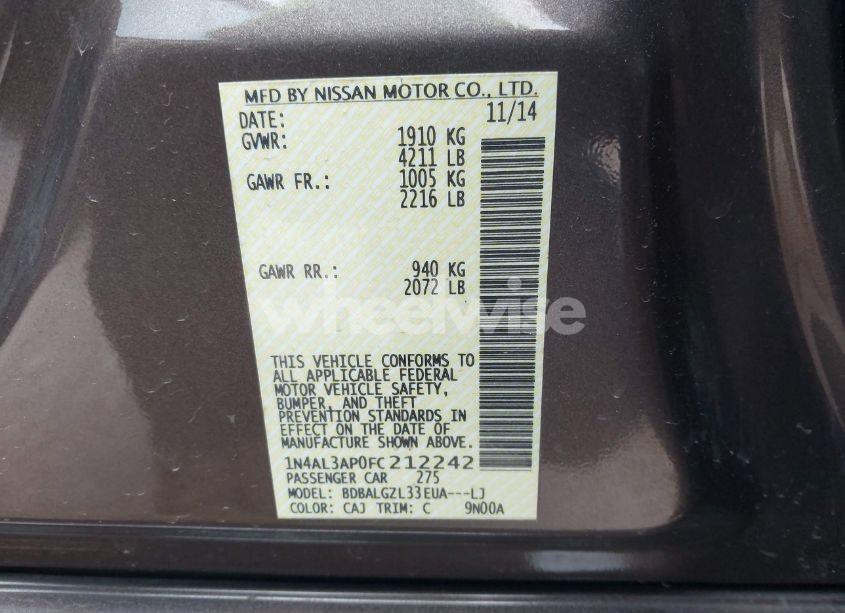 MFD BY NISSAN MOTOR CO., LTD.
DATE: 11/14
GVWR: 1910 KG
4211 LB
GAWR FR.: 1005 KG
2216 LB
GAWR RR.: 940 KG
2072 LB
wheelwise
THIS VEHICLE CONFORMS TO
ALL APPLICABLE FEDERAL
MOTOR VEHICLE SAFETY,
BUMPER, AND THEFT
PREVENTION STANDARDS IN
EFFECT ON THE DATE OF
MANUFACTURE SHOWN ABOVE.
1N4AL3AP0FC212242
PASSENGER CAR 275
MODEL: BDBALGZL33EUA---LJ
COLOR: CAJ TRIM: C 9N00A